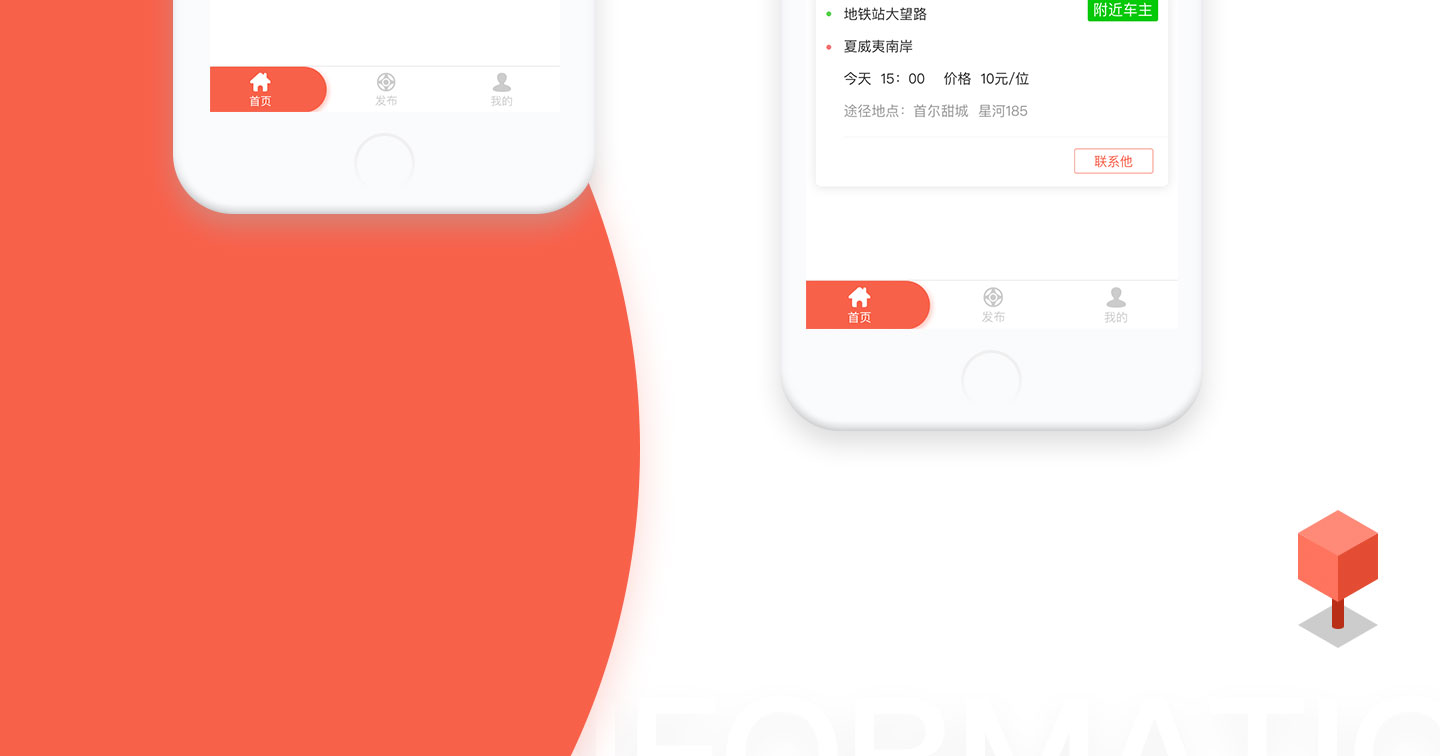 首页 发布 我的
地铁站大望路 附近车主
夏威夷南岸
今天 15：00 价格 10元/位
途径地点：首尔甜城 星河185
联系他
首页 发布 我的
FORMATIO